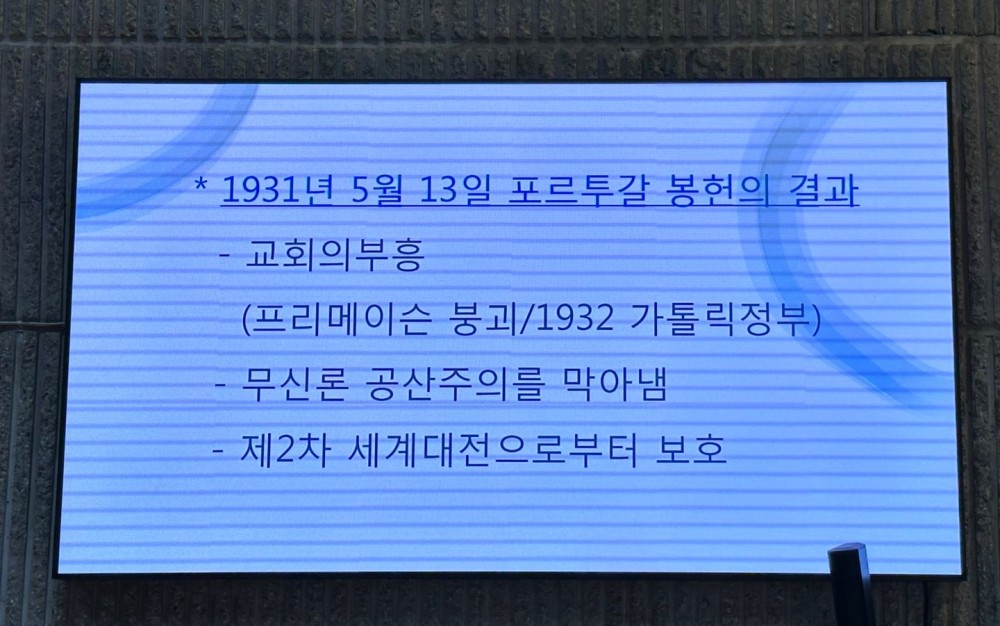 * 1931년 5월 13일 포르투갈 봉헌의 결과
- 교회의부흥
(프리메이슨 붕괴/1932 가톨릭정부)
- 무신론 공산주의를 막아냄
- 제2차 세계대전으로부터 보호